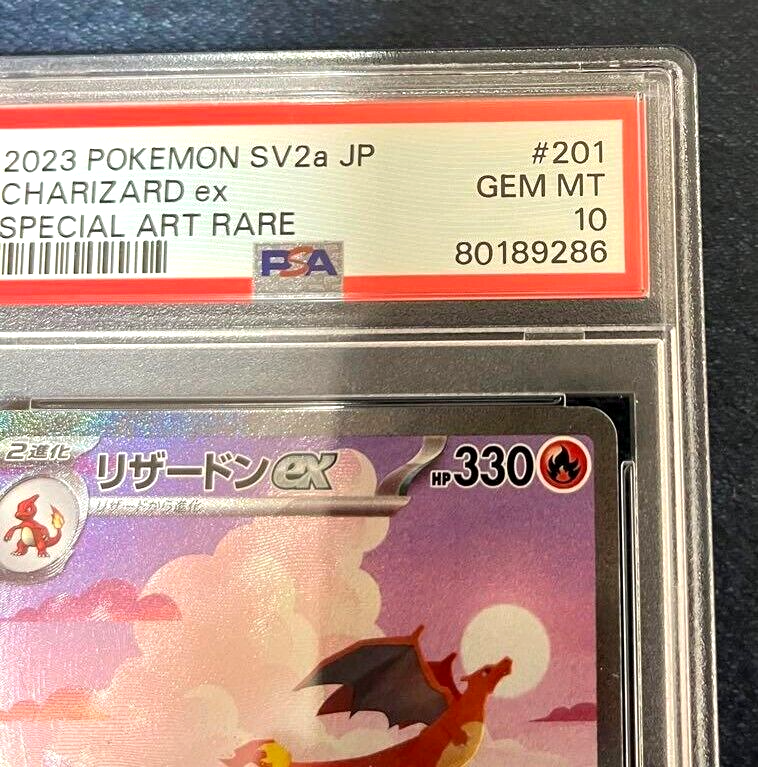 2023 POKEMON SV2a JP #201
CHARIZARD ex GEM MT
SPECIAL ART RARE 10
PSA 80189286
2進化 リザードンex HP330
リザードから進化